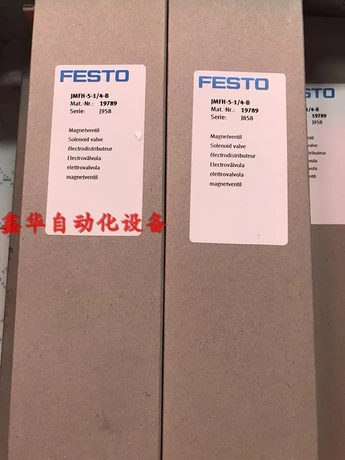 FESTO
JMFH-5-1/4-B
Mat.-Nr.: 19789
Serie: J958
Magnetventil
Solenoid valve
électrodistributeur
Electroválvula
elettrovalvola
magnetventil
FESTO
JMFH-5-1/4-B
Mat.-Nr.: 19789
Serie: J858
Magnetventil
Solenoid valve
électrodistributeur
Electroválvula
elettrovalvola
magnetventil
/4-B
19789
鑫华自动化设备